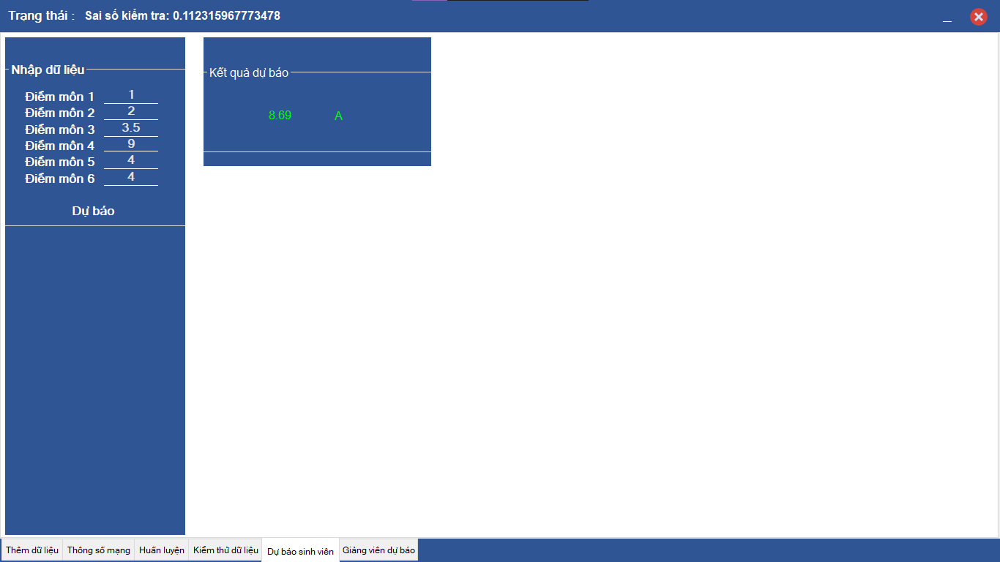 Trạng thái : Sai số kiểm tra: 0.112315967773478
Nhập dữ liệu
Điểm môn 1 1
Điểm môn 2 2
Điểm môn 3 3.5
Điểm môn 4 9
Điểm môn 5 4
Điểm môn 6 4
Dự báo
Kết quả dự báo
8.69 A
Thêm dữ liệu Thông số mạng Huấn luyện Kiểm thử dữ liệu Dự báo sinh viên Giảng viên dự báo